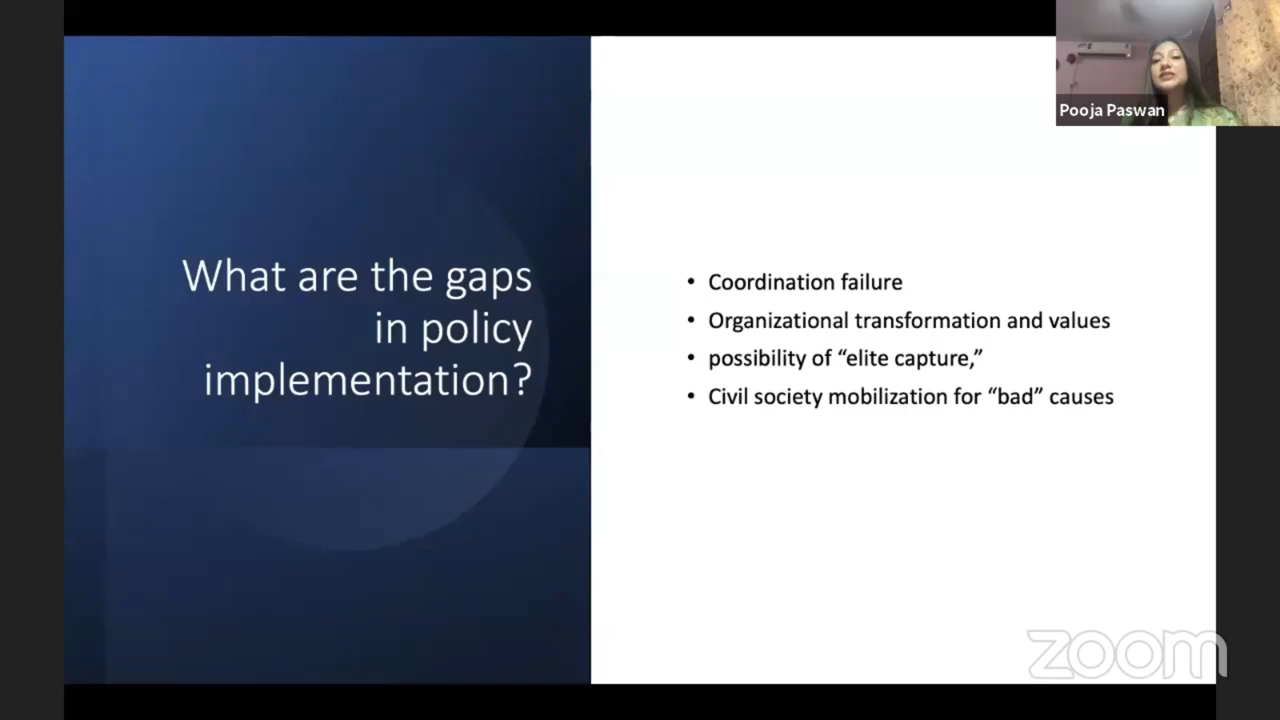 What are the gaps
in policy
implementation?
• Coordination failure
• Organizational transformation and values
• possibility of “elite capture,”
• Civil society mobilization for “bad” causes
Pooja Paswan
zoom